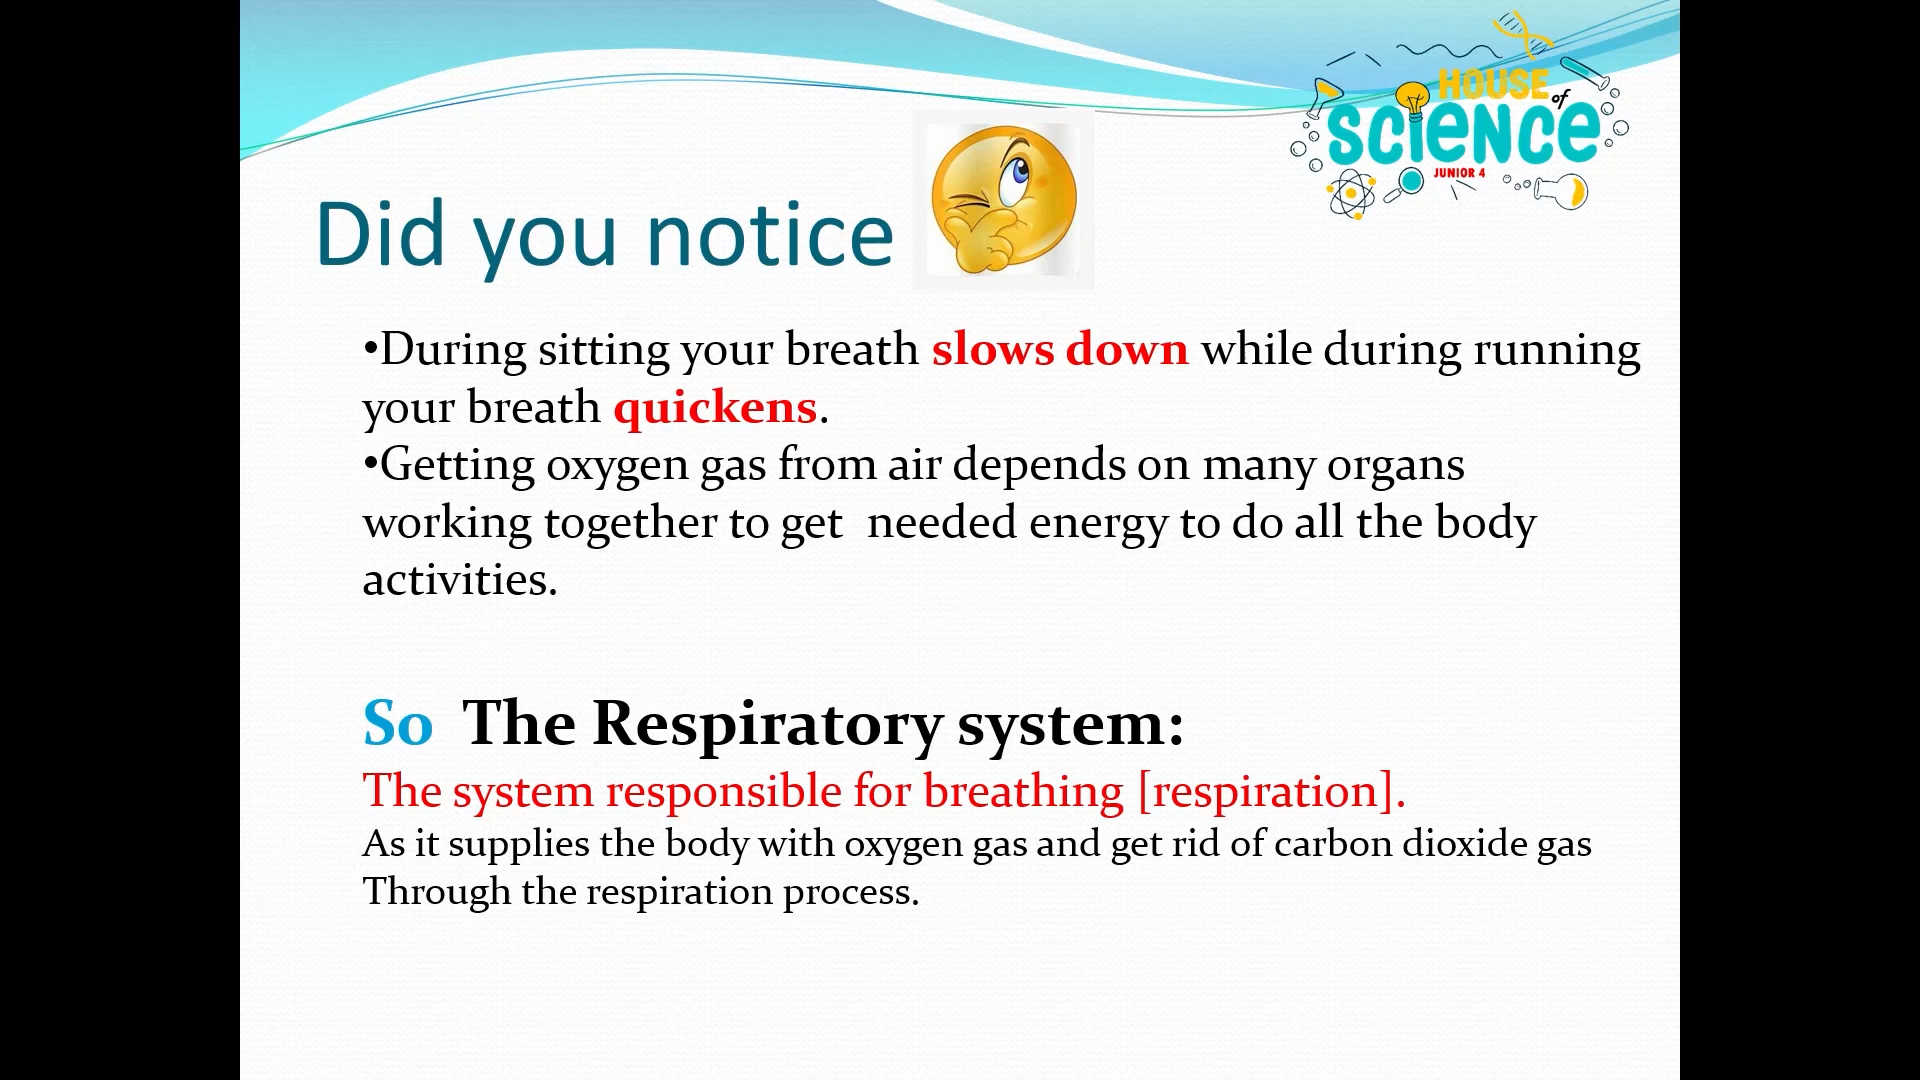 HOUSE of
SCIENCE
JUNIOR 4
Did you notice
•During sitting your breath slows down while during running
your breath quickens.
•Getting oxygen gas from air depends on many organs
working together to get  needed energy to do all the body
activities.
So  The Respiratory system:
The system responsible for breathing [respiration].
As it supplies the body with oxygen gas and get rid of carbon dioxide gas
Through the respiration process.